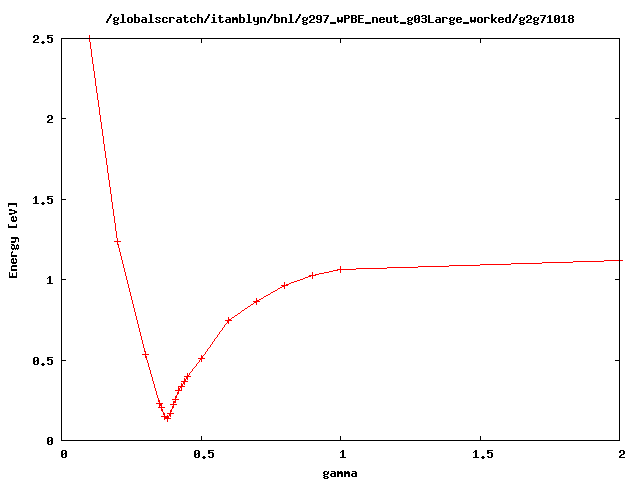 /globalscratch/itamblyn/bnl/g297_wPBE_neut_g03Large_worked/g2g71018
2.5
2
1.5
1
0.5
0
Energy [eV]
0 0.5 1 1.5 2
gamma